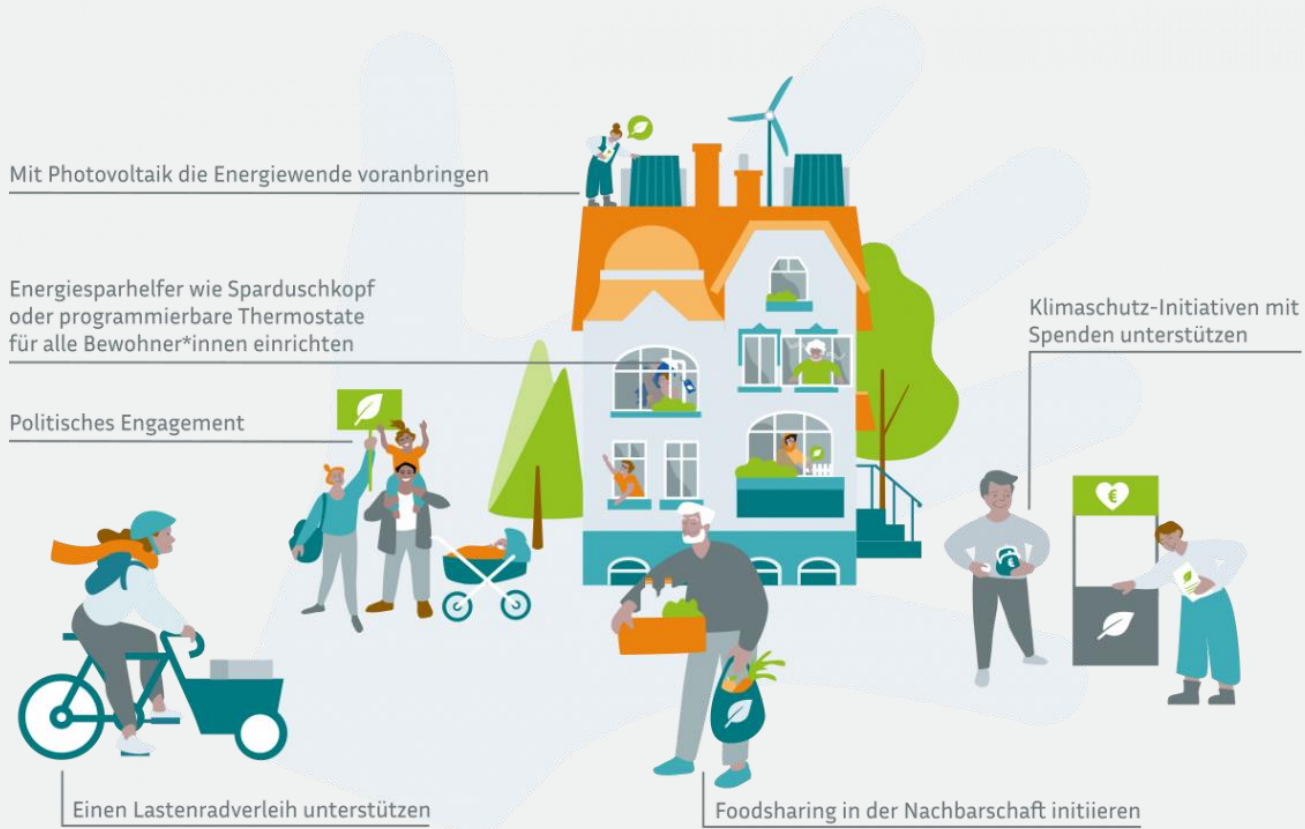 Mit Photovoltaik die Energiewende voranbringen
Energiesparhelfer wie Sparduschkopf
oder programmierbare Thermostate
für alle Bewohner*innen einrichten
Politisches Engagement
Klimaschutz-Initiativen mit
Spenden unterstützen
€
€
Einen Lastenradverleih unterstützen
Foodsharing in der Nachbarschaft initiieren